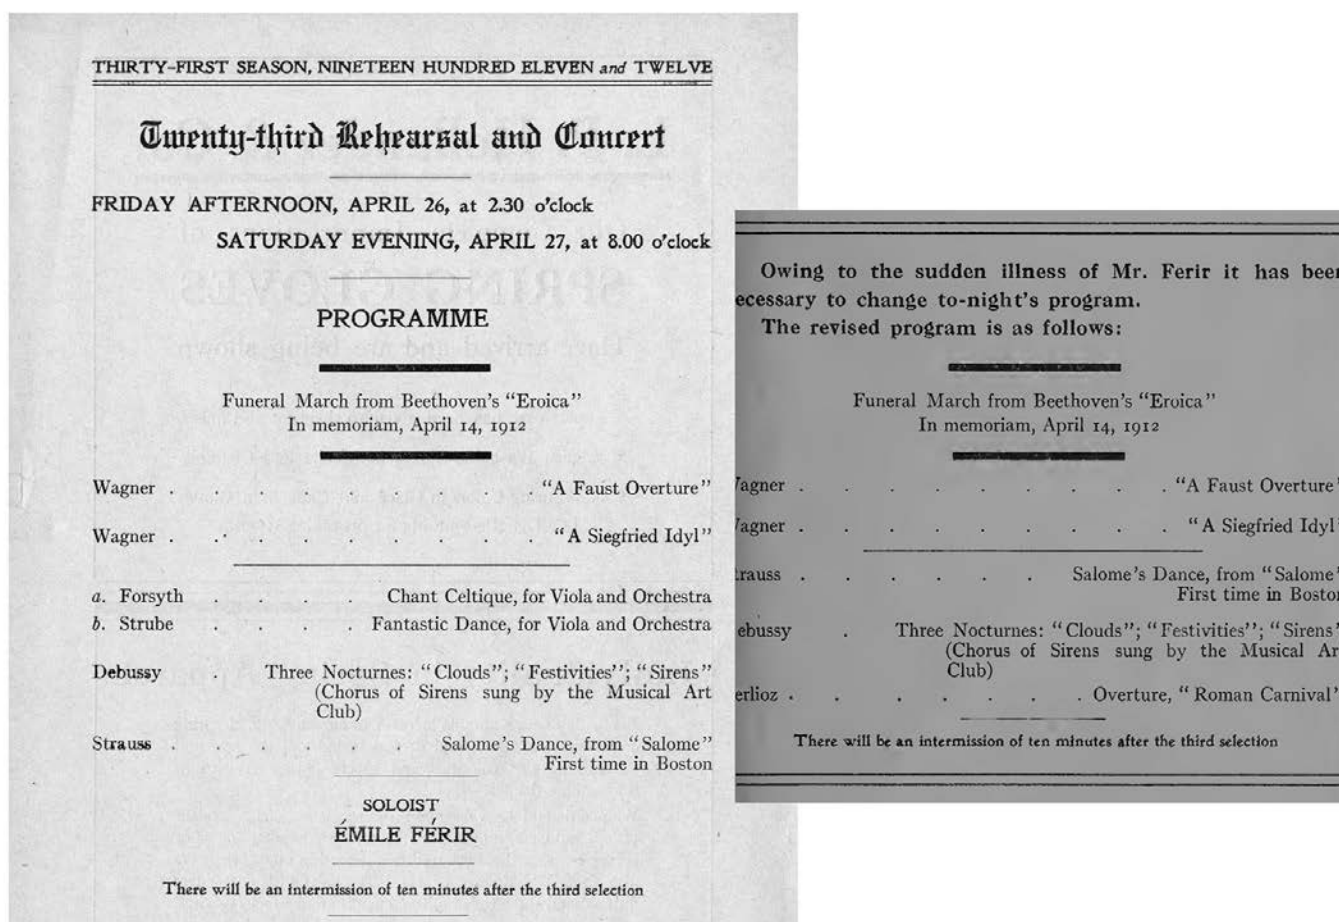 THIRTY-FIRST SEASON, NINETEEN HUNDRED ELEVEN and TWELVE
Twenty-third Rehearsal and Concert
FRIDAY AFTERNOON, APRIL 26, at 2.30 o'clock
SATURDAY EVENING, APRIL 27, at 8.00 o'clock
PROGRAMME
Funeral March from Beethoven's "Eroica"
In memoriam, April 14, 1912
Wagner . . . . . . . . "A Faust Overture"
Wagner . . . . . . . . . "A Siegfried Idyl"
a. Forsyth . . . . Chant Celtique, for Viola and Orchestra
b. Strube . . . . Fantastic Dance, for Viola and Orchestra
Debussy . Three Nocturnes: "Clouds"; "Festivities"; "Sirens"
(Chorus of Sirens sung by the Musical Art
Club)
Strauss . . . . . . Salome's Dance, from "Salome"
First time in Boston
SOLOIST
ÉMILE FÉRIR
There will be an intermission of ten minutes after the third selection
Owing to the sudden illness of Mr. Ferir it has been
ecessary to change to-night's program.
The revised program is as follows:
Funeral March from Beethoven's "Eroica"
In memoriam, April 14, 1912
agner . . . . . . . . . "A Faust Overture"
agner . . . . . . . . . "A Siegfried Idyl"
trauss . . . . . . Salome's Dance, from "Salome"
First time in Boston
ebussy . Three Nocturnes: "Clouds"; "Festivities"; "Sirens"
(Chorus of Sirens sung by the Musical Ar
Club)
erlioz . . . . . . . Overture, "Roman Carnival"
There will be an intermission of ten minutes after the third selection